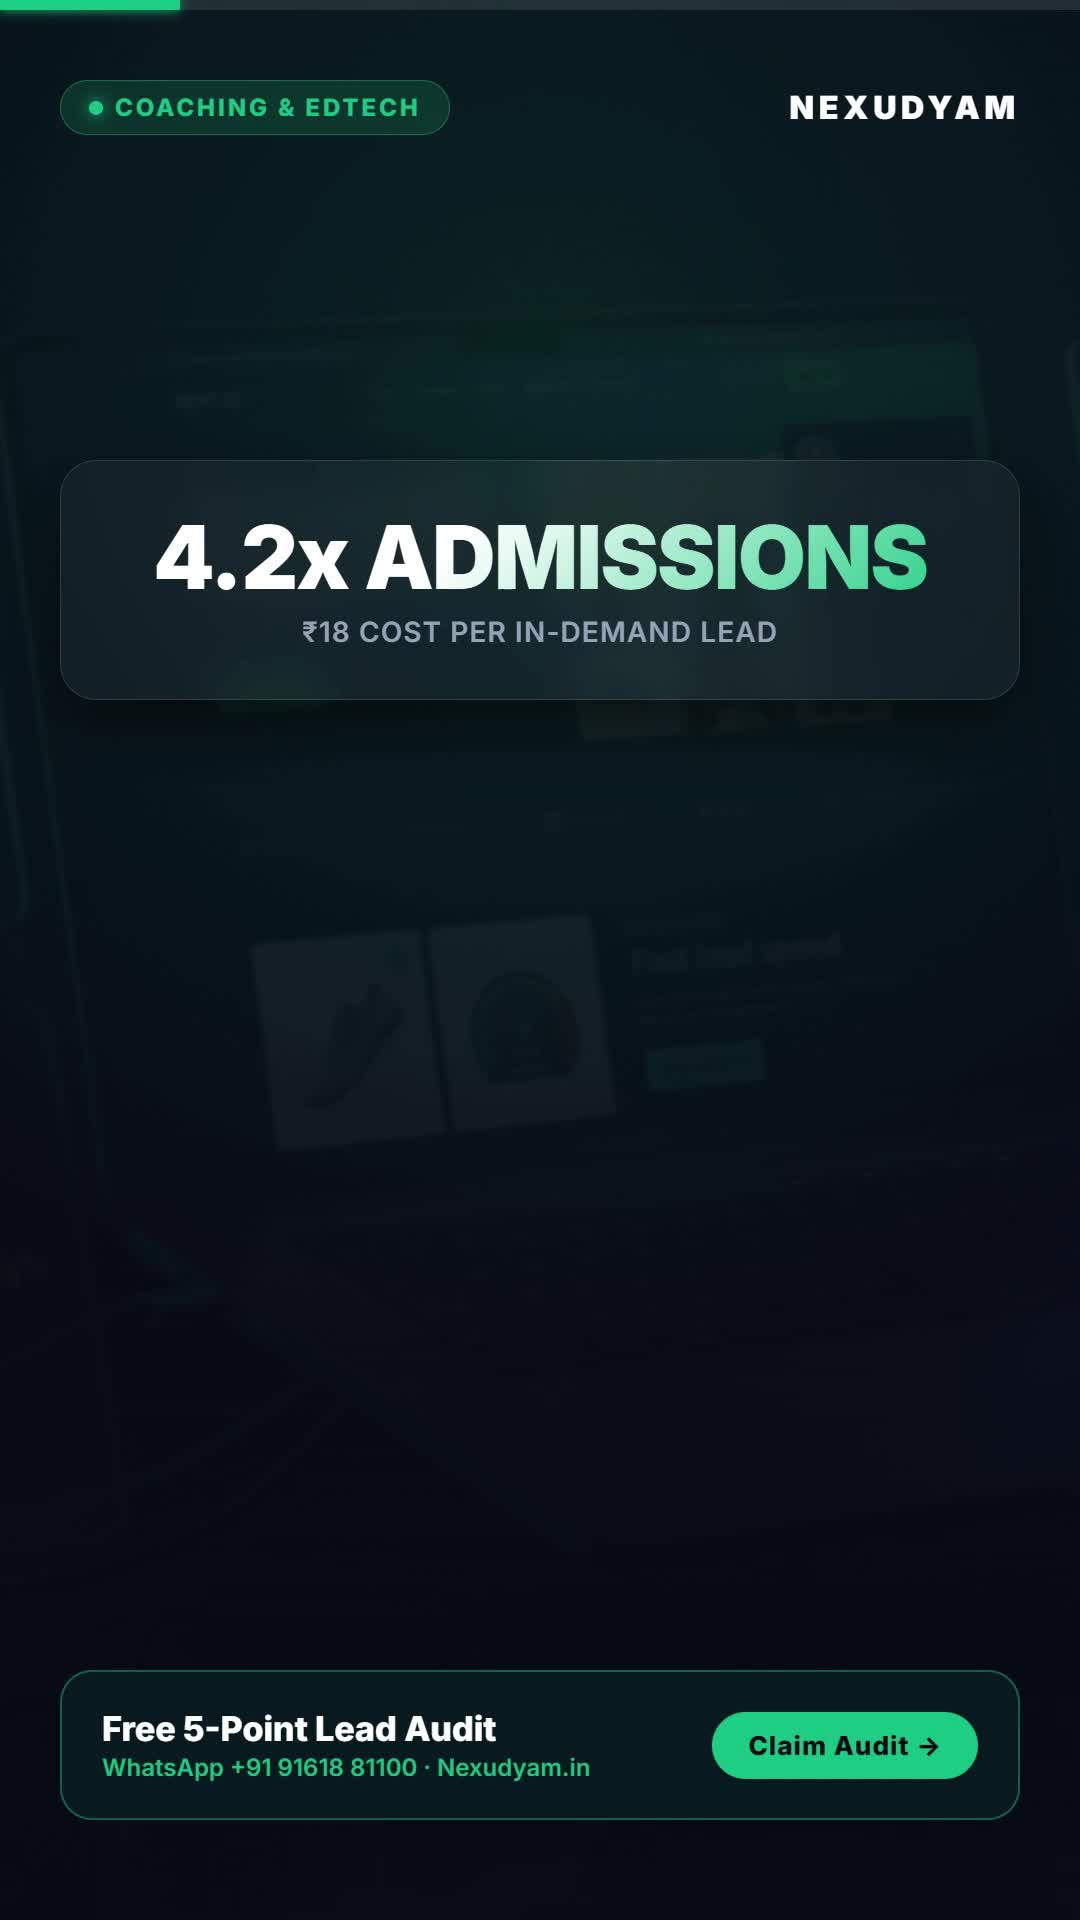 COACHING & EDTECH
NEXUDYAM
4.2x ADMISSIONS
₹18 COST PER IN-DEMAND LEAD
Free 5-Point Lead Audit
WhatsApp +91 91618 81100 · Nexudyam.in
Claim Audit →